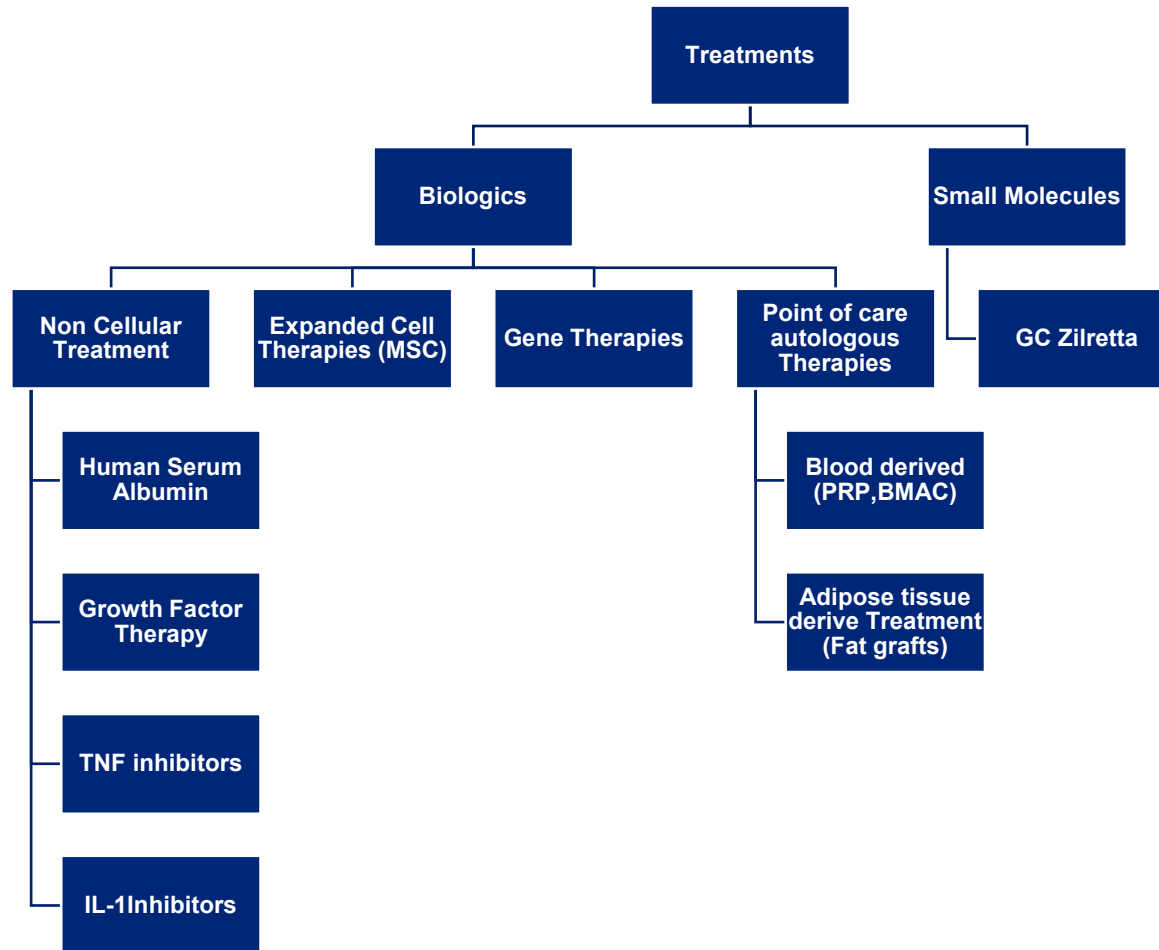 Treatments
Biologics
Small Molecules
Non Cellular
Treatment
Expanded Cell
Therapies (MSC)
Gene Therapies
Point of care
autologous
Therapies
GC Zilretta
Human Serum
Albumin
Blood derived
(PRP,BMAC)
Growth Factor
Therapy
Adipose tissue
derive Treatment
(Fat grafts)
TNF inhibitors
IL-1Inhibitors